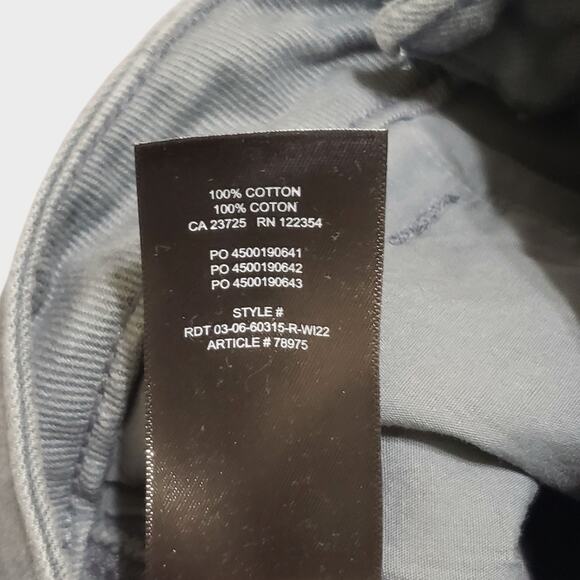 100% COTTON
100% COTON
CA 23725 RN 122354
PO 4500190641
PO 4500190642
PO 4500190643
STYLE #
RDT 03-06-60315-R-WI22
ARTICLE # 78975